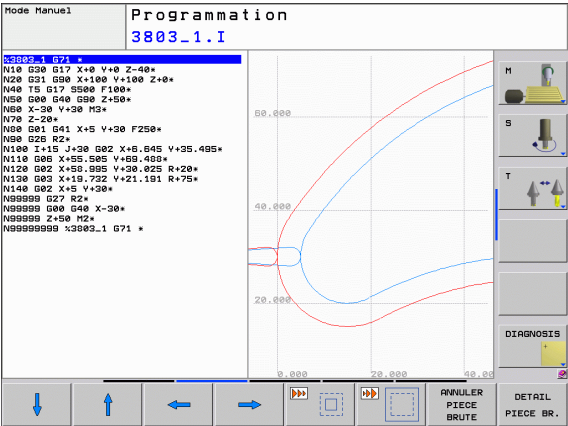 Mode Manuel
Programmation
3803_1.I
%3803_1 G71 *
N10 G30 G17 X+0 Y+0 Z-40*
N20 G31 G90 X+100 Y+100 Z+0*
N40 T5 G17 S500 F100*
N50 G00 G40 G90 Z+50*
N60 X-30 Y+30 M3*
N70 Z-20*
N80 G01 G41 X+5 Y+30 F250*
N90 G26 R2*
N100 I+15 J+30 G02 X+6.645 Y+35.495*
N110 G06 X+55.505 Y+69.488*
N120 G02 X+58.995 Y+30.025 R+20*
N130 G03 X+19.732 Y+21.191 R+75*
N140 G02 X+5 Y+30*
N99999 G27 R2*
N99999 G00 G40 X-30*
N99999 Z+50 M2*
N99999999 %3803_1 G71 *
60.000
40.000
20.000
0.000
20.000
40.00
M
S
T
DIAGNOSIS
ANNULER
PIECE
BRUTE
DETAIL
PIECE BR.